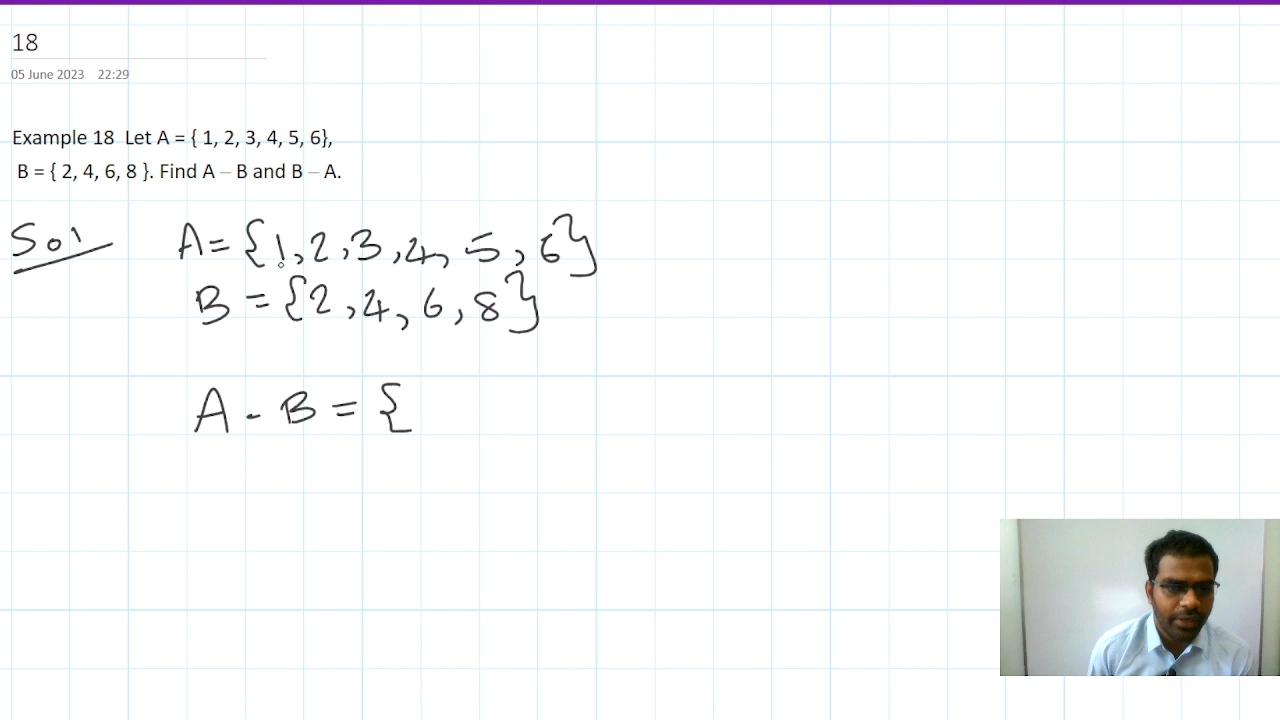 18
05 June 2023 22:29
Example 18 Let A = { 1, 2, 3, 4, 5, 6},
B = { 2, 4, 6, 8 }. Find A – B and B – A.
Sol A = {1, 2, 3, 4, 5, 6}
B = {2, 4, 6, 8}
A - B = {